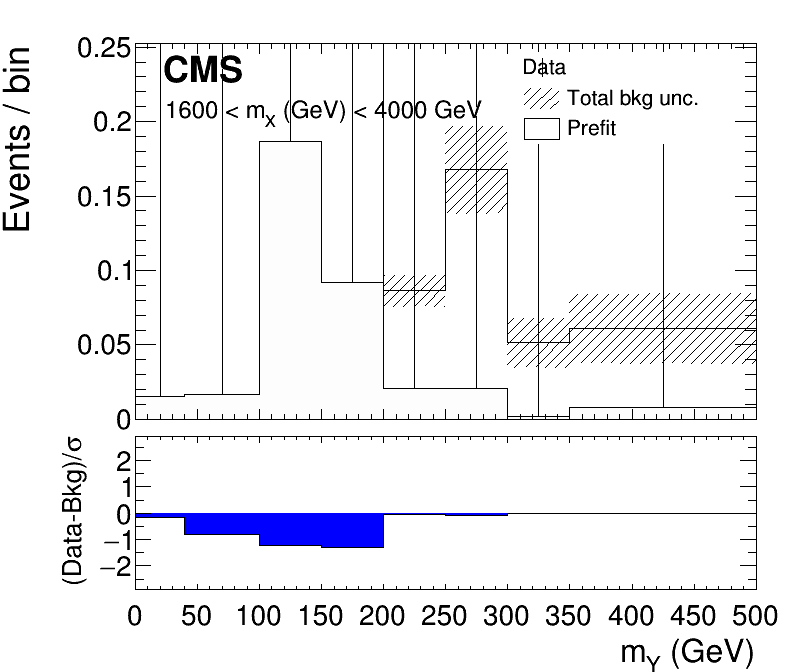 Events / bin
0.25
0.2
0.15
0.1
0.05
0
CMS
1600 < mX (GeV) < 4000 GeV
Data
Total bkg unc.
Prefit
(Data-Bkg)/σ
2
1
0
−1
−2
0 50 100 150 200 250 300 350 400 450 500
mY (GeV)